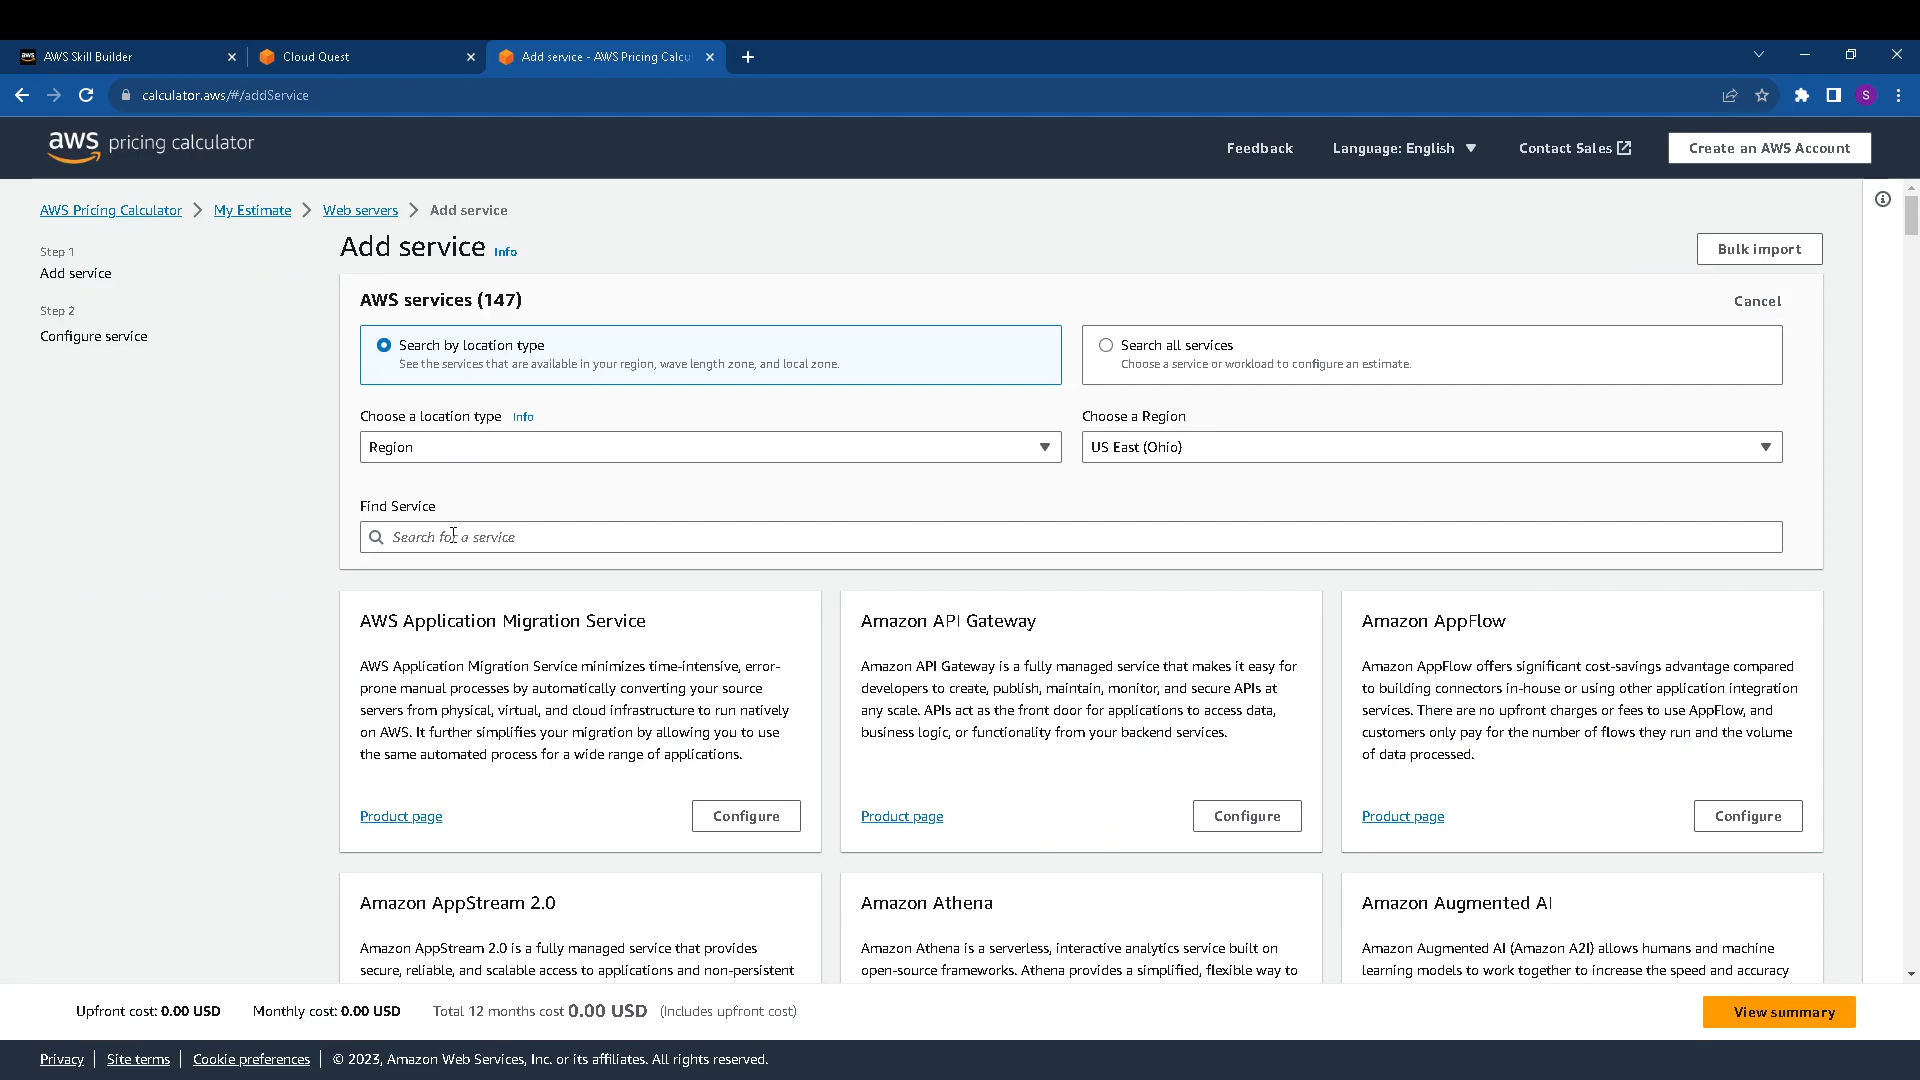 AWS Skill Builder
Cloud Quest
Add service - AWS Pricing Calcu
calculator.aws/#/addService
S
aws pricing calculator
Feedback
Language: English
Contact Sales
Create an AWS Account
AWS Pricing Calculator
My Estimate
Web servers
Add service
Step 1
Add service
Step 2
Configure service
Add service Info
Bulk import
AWS services (147)
Cancel
Search by location type
See the services that are available in your region, wave length zone, and local zone.
Search all services
Choose a service or workload to configure an estimate.
Choose a location type Info
Region
Choose a Region
US East (Ohio)
Find Service
Search for a service
AWS Application Migration Service
AWS Application Migration Service minimizes time-intensive, error-
prone manual processes by automatically converting your source
servers from physical, virtual, and cloud infrastructure to run natively
on AWS. It further simplifies your migration by allowing you to use
the same automated process for a wide range of applications.
Product page
Configure
Amazon API Gateway
Amazon API Gateway is a fully managed service that makes it easy for
developers to create, publish, maintain, monitor, and secure APIs at
any scale. APIs act as the front door for applications to access data,
business logic, or functionality from your backend services.
Product page
Configure
Amazon AppFlow
Amazon AppFlow offers significant cost-savings advantage compared
to building connectors in-house or using other application integration
services. There are no upfront charges or fees to use AppFlow, and
customers only pay for the number of flows they run and the volume
of data processed.
Product page
Configure
Amazon AppStream 2.0
Amazon AppStream 2.0 is a fully managed service that provides
secure, reliable, and scalable access to applications and non-persistent
Amazon Athena
Amazon Athena is a serverless, interactive analytics service built on
open-source frameworks. Athena provides a simplified, flexible way to
Amazon Augmented AI
Amazon Augmented AI (Amazon A2I) allows humans and machine
learning models to work together to increase the speed and accuracy
Upfront cost: 0.00 USD
Monthly cost: 0.00 USD
Total 12 months cost 0.00 USD (Includes upfront cost)
View summary
Privacy
Site terms
Cookie preferences
© 2023, Amazon Web Services, Inc. or its affiliates. All rights reserved.